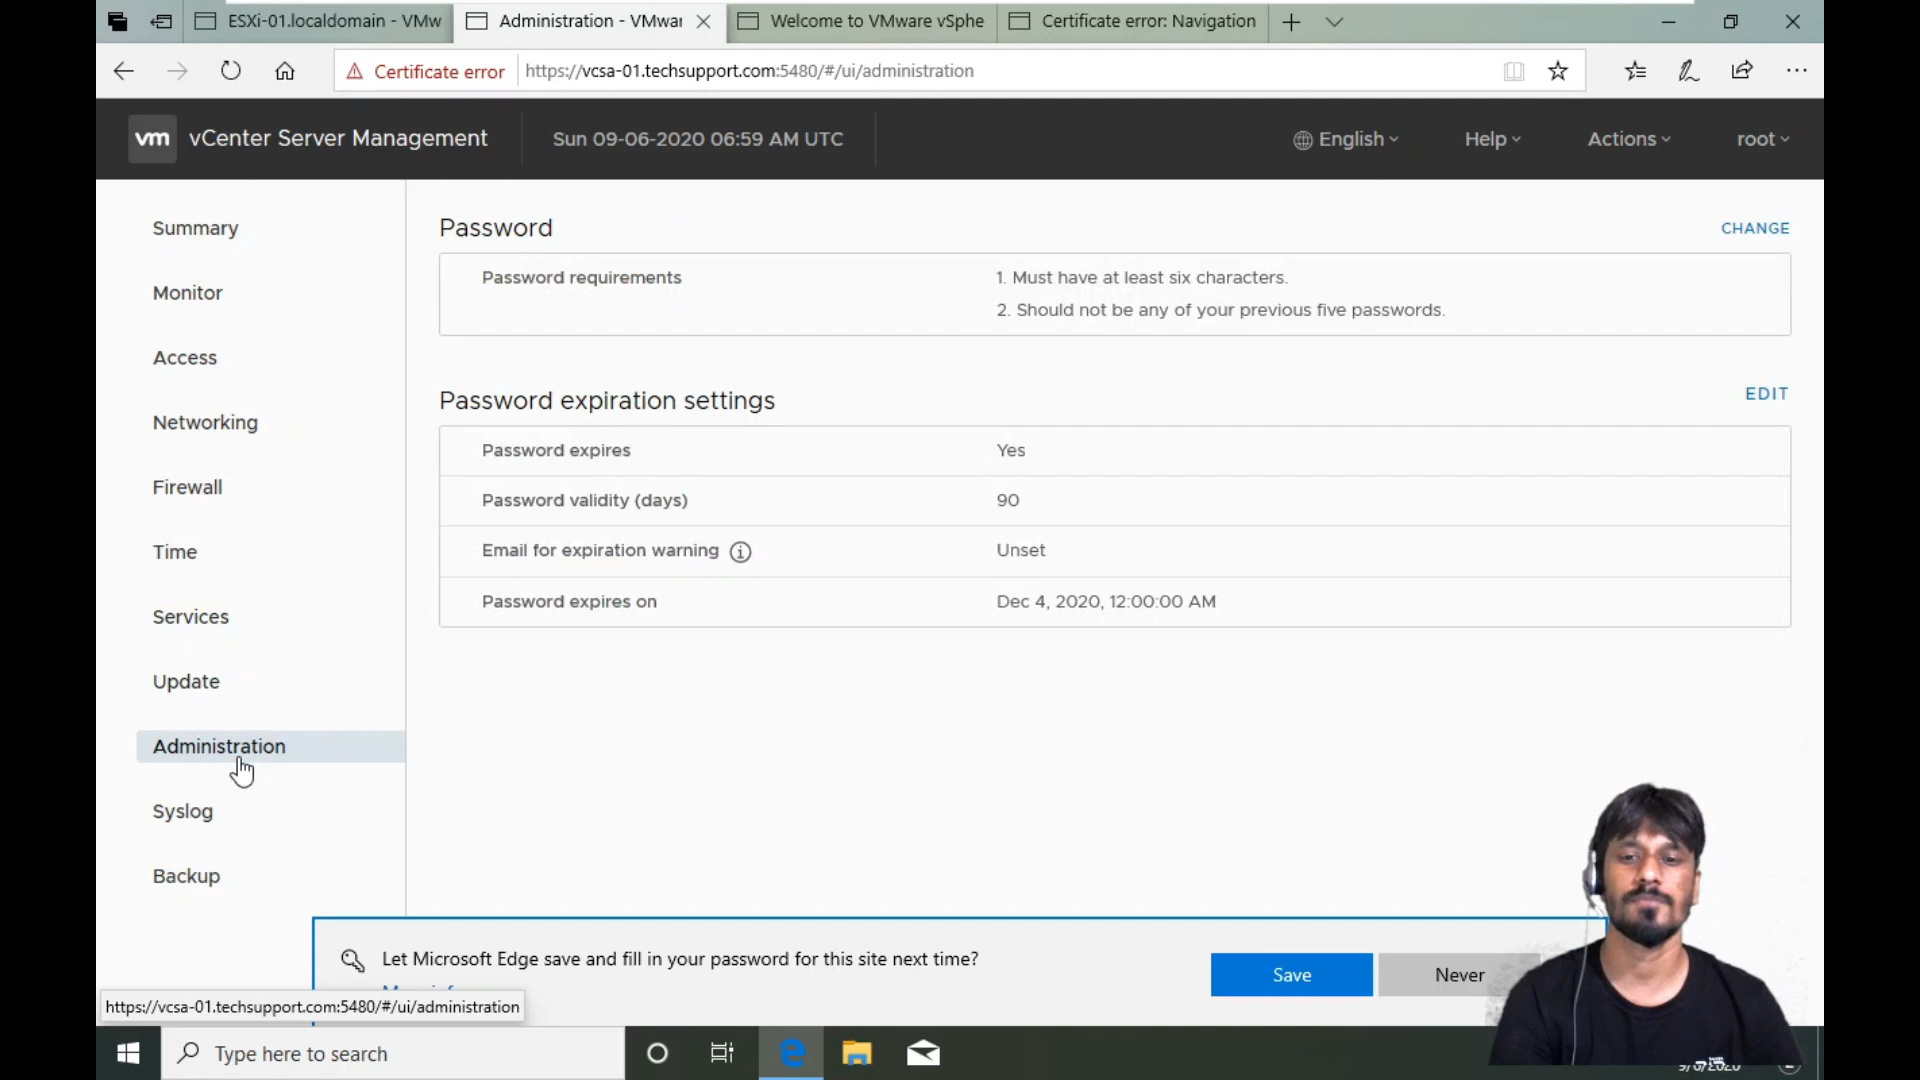 ESXi-01.localdomain - VMw
Administration - VMwar
Welcome to VMware vSphe
Certificate error: Navigation
Certificate error
https://vcsa-01.techsupport.com:5480/#/ui/administration
vm
vCenter Server Management
Sun 09-06-2020 06:59 AM UTC
English
Help
Actions
root
Summary
Monitor
Access
Networking
Firewall
Time
Services
Update
Administration
Syslog
Backup
Password
CHANGE
Password requirements
1. Must have at least six characters.
2. Should not be any of your previous five passwords.
Password expiration settings
EDIT
Password expires
Yes
Password validity (days)
90
Email for expiration warning
Unset
Password expires on
Dec 4, 2020, 12:00:00 AM
Let Microsoft Edge save and fill in your password for this site next time?
Save
Never
https://vcsa-01.techsupport.com:5480/#/ui/administration
Type here to search